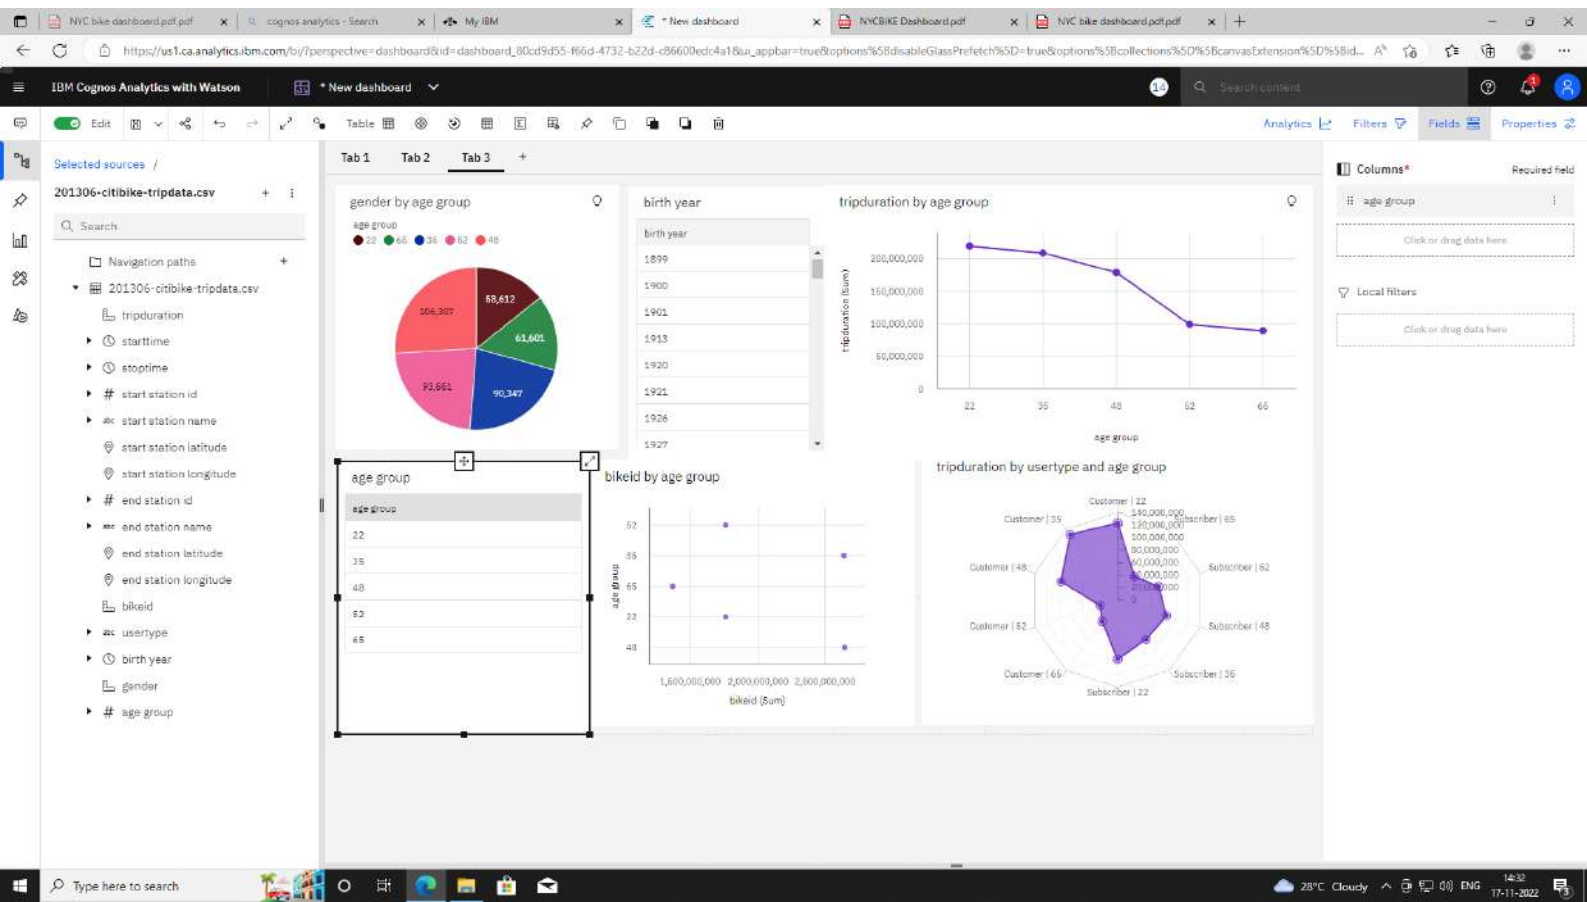 NYC bike dashboard.pdf.pdf
cognos analytics - Search
My IBM
* New dashboard
NYCBIKE Dashboard.pdf
NYC bike dashboard.pdf.pdf
IBM Cognos Analytics with Watson
* New dashboard
14
Search content
1
Edit
Table
Analytics
Filters
Fields
Properties
Selected sources /
201306-citibike-tripdata.csv
Search
Navigation paths
201306-citibike-tripdata.csv
tripduration
starttime
stoptime
# start station id
abc start station name
start station latitude
start station longitude
# end station id
abc end station name
end station latitude
end station longitude
bikeid
abc usertype
birth year
gender
# age group
Tab 1
Tab 2
Tab 3
gender by age group
age group
22
65
35
52
48
58,612
61,601
90,347
93,661
106,307
birth year
birth year
1899
1900
1901
1913
1920
1921
1926
1927
tripduration by age group
tripduration (Sum)
200,000,000
150,000,000
100,000,000
50,000,000
0
22
35
48
52
65
age group
age group
age group
22
35
48
52
65
bikeid by age group
age group
52
35
65
22
48
1,600,000,000 2,000,000,000
bikeid (Sum)
tripduration by usertype and age group
Customer | 22
Subscriber | 65
Subscriber | 52
Subscriber | 48
Subscriber | 35
Subscriber | 22
Customer | 65
Customer | 52
Customer | 48
Customer | 35
140,000,000
120,000,000
100,000,000
80,000,000
60,000,000
0
Columns*
Required field
age group
Click or drag data here
Local filters
Click or drag data here
Type here to search
28°C Cloudy
ENG
14:32
17-11-2022